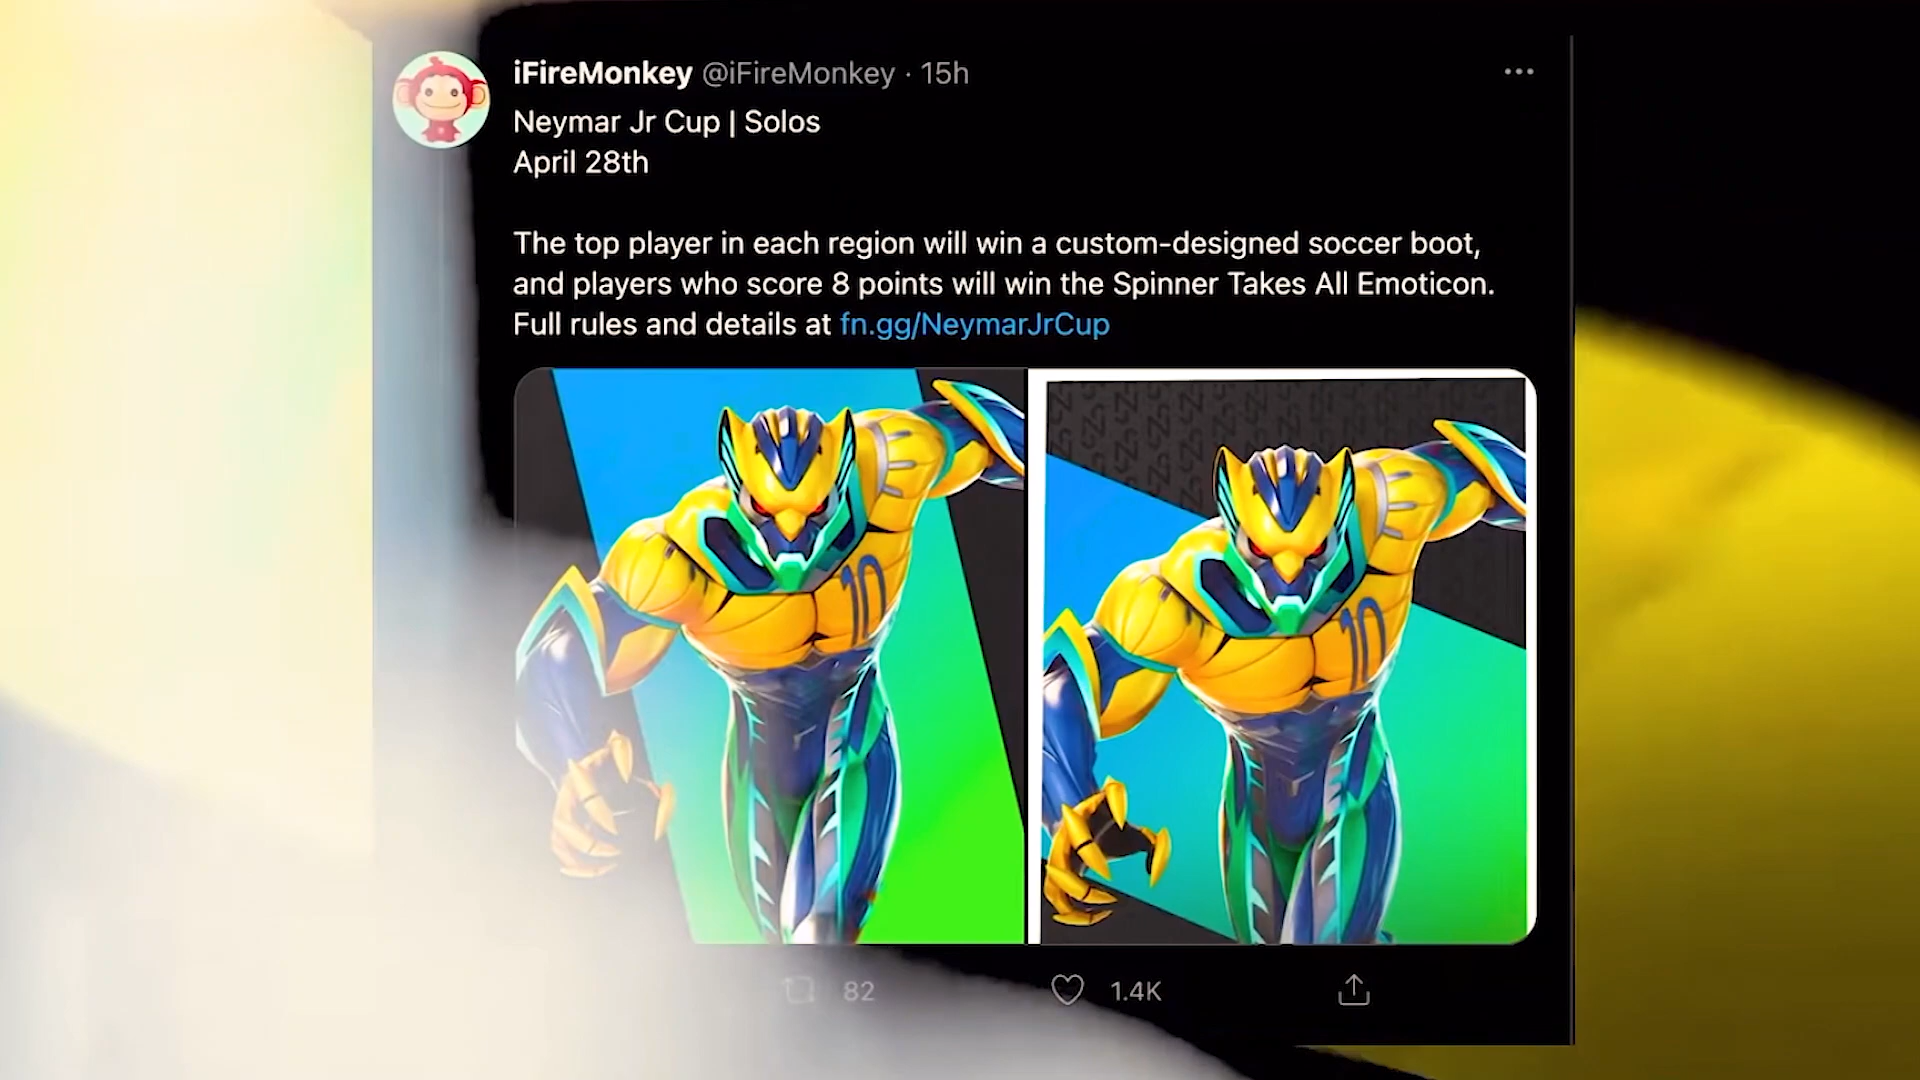 iFireMonkey @iFireMonkey · 15h
Neymar Jr Cup | Solos
April 28th
The top player in each region will win a custom-designed soccer boot,
and players who score 8 points will win the Spinner Takes All Emoticon.
Full rules and details at fn.gg/NeymarJrCup
10
10
82 1.4K